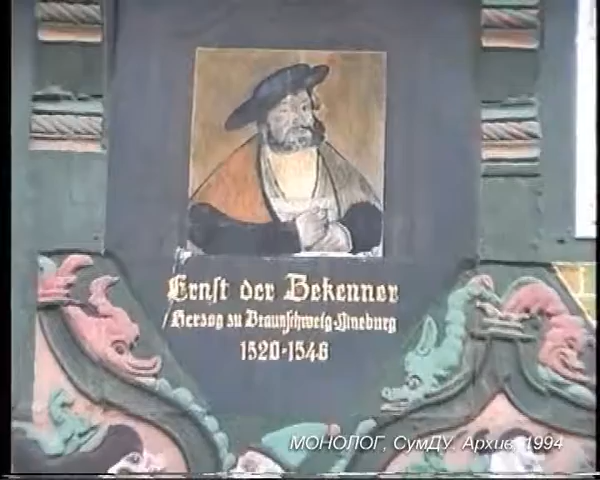 Ernst der Bekenner
Herzog zu Braunschweig-Lüneburg
1520-1546
МОНОЛОГ, СумДУ. Архив. 1994